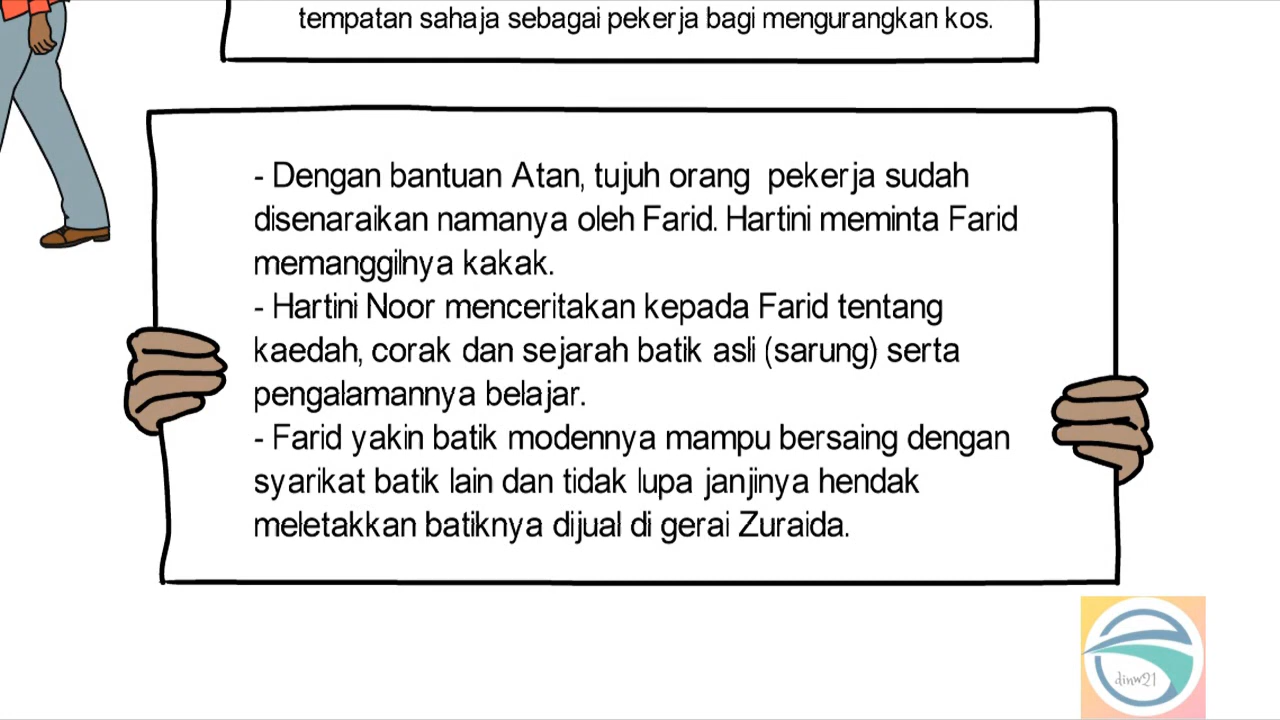 tempatan sahaja sebagai pekerja bagi mengurangkan kos.
- Dengan bantuan Atan, tujuh orang pekerja sudah
disenaraikan namanya oleh Farid. Hartini meminta Farid
memanggilnya kakak.
- Hartini Noor menceritakan kepada Farid tentang
kaedah, corak dan sejarah batik asli (sarung) serta
pengalamannya belajar.
- Farid yakin batik modennya mampu bersaing dengan
syarikat batik lain dan tidak lupa janjinya hendak
meletakkan batiknya dijual di gerai Zuraida.
dinw21